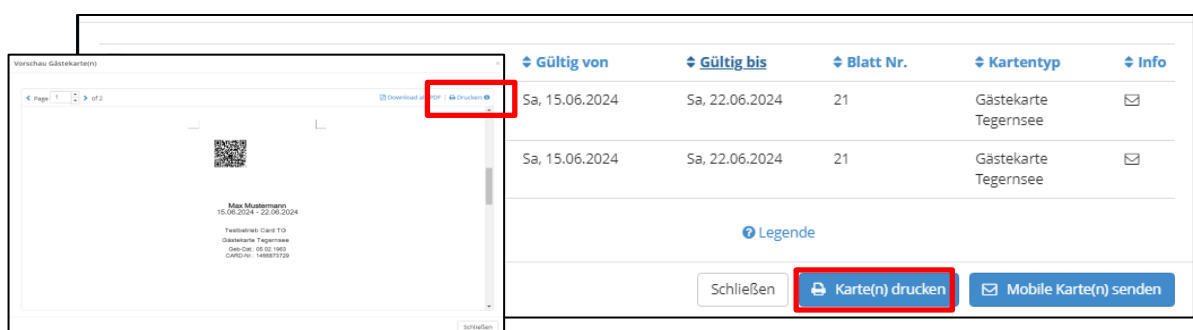 Vorschau Gästekarte(n) ×
Page 1 of 2
Download als PDF | Drucken
Max Mustermann
15.06.2024 - 22.06.2024
Testbetrieb Card TO
Gästekarte Tegernsee
Geb-Dat.: 05.02.1963
CARD-Nr.: 1498873729
Schließen
Gültig von Gültig bis Blatt Nr. Kartentyp Info
Sa, 15.06.2024 Sa, 22.06.2024 21 Gästekarte
Tegernsee
Sa, 15.06.2024 Sa, 22.06.2024 21 Gästekarte
Tegernsee
Legende
Schließen Karte(n) drucken Mobile Karte(n) senden